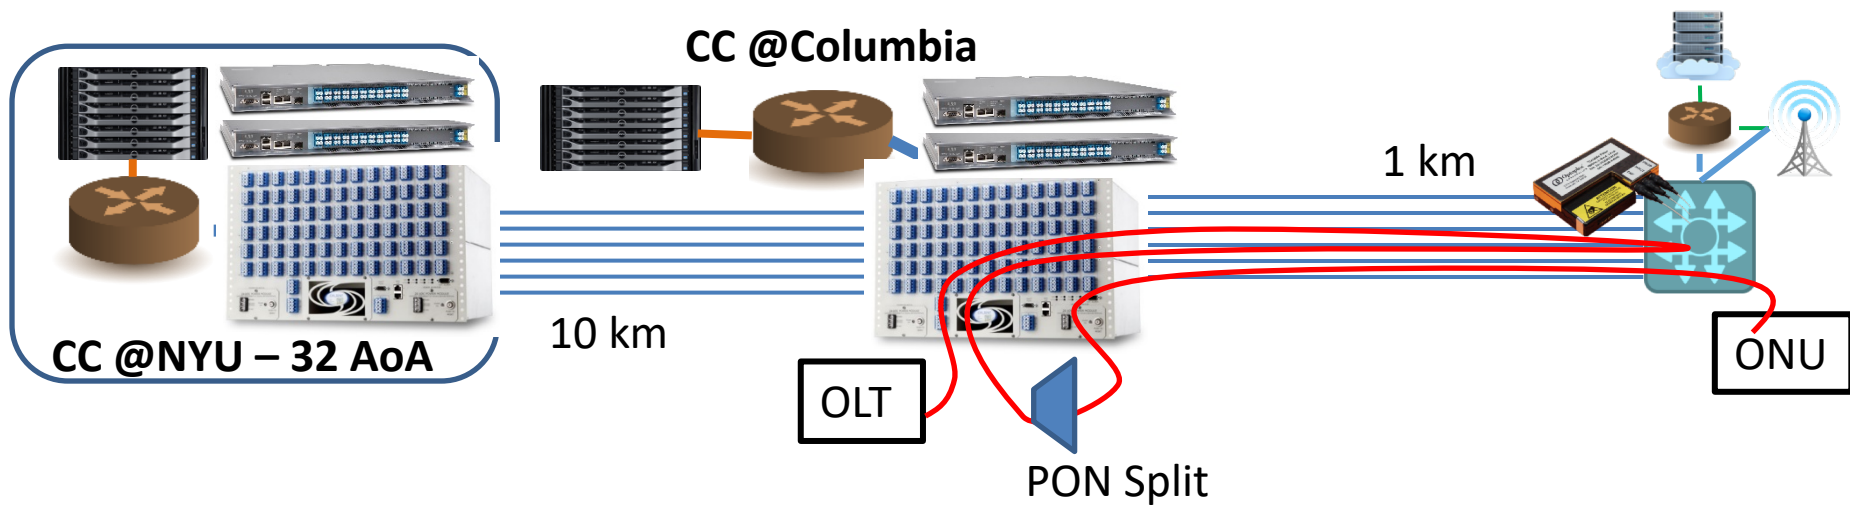 CC @Columbia
1 km
10 km
CC @NYU – 32 AoA
OLT
ONU
PON Split